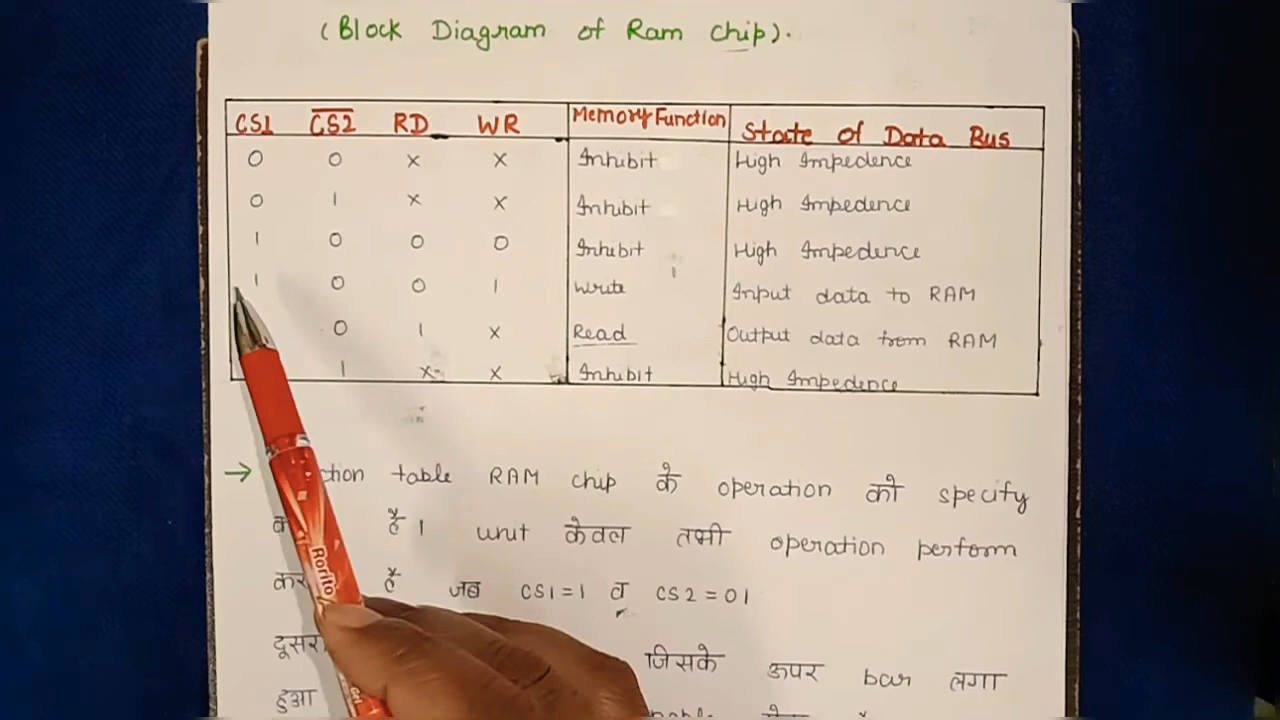 (Block Diagram of Ram chip).
CS1 C̅S̅2̅ RD WR Memory Function State of Data Bus
0 0 x x Inhibit High Impedence
0 1 x x Inhibit High Impedence
1 0 0 0 Inhibit High Impedence
1 0 0 1 Write Input data to RAM
0 1 x Read Output data from RAM
1 x x Inhibit High Impedence
→ ction table RAM chip के operation को specify
है। unit केवल तभी operation perform
है जब CS1=1 व CS2=0।
दूसरा जिसके ऊपर bar लगा
हुआ
Rorito